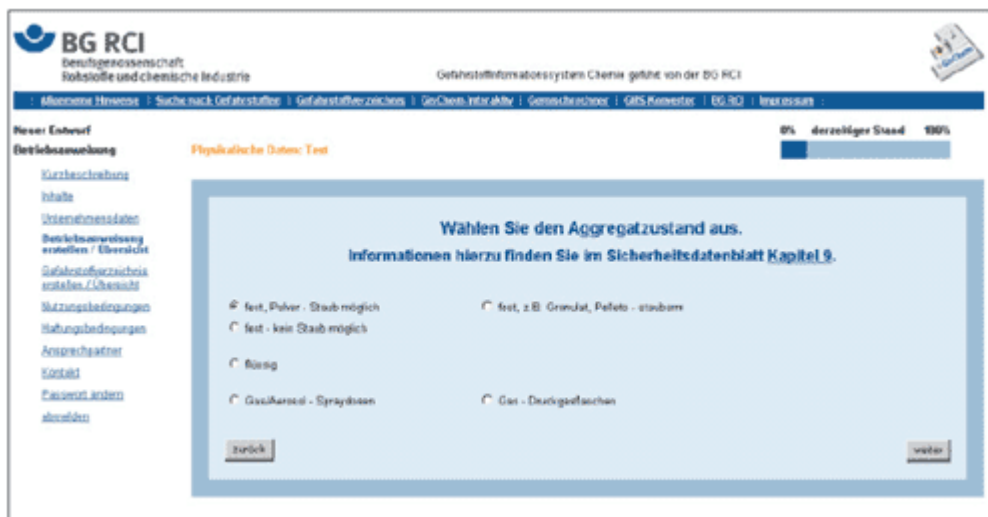 BG RCI
Berufsgenossenschaft
Rohstoffe und chemische Industrie
Gefahrstoffinformationssystem Chemie geführt von der BG RCI
Allgemeine Hinweise | Suche nach Gefahrstoffen | Gefahrstoffverzeichnis | GisChem-Interaktiv | Gemischrechner | GHS-Konverter | BG RCI | Impressum
Neuer Entwurf
Betriebsanweisung
0% derzeitiger Stand 100%
Physikalische Daten: Test
Kurzbeschreibung
Inhalte
Unternehmensdaten
Betriebsanweisung
erstellen / Übersicht
Gefahrstoffverzeichnis
erstellen / Übersicht
Nutzungsbedingungen
Haftungsbedingungen
Ansprechpartner
Kontakt
Passwort ändern
abmelden
Wählen Sie den Aggregatzustand aus.
Informationen hierzu finden Sie im Sicherheitsdatenblatt Kapitel 9.
fest, Pulver - Staub möglich
fest, z.B. Granulat, Pellets - staubarm
fest - kein Staub möglich
flüssig
Gas/Aerosol - Spraydosen
Gas - Druckgasflaschen
zurück
weiter